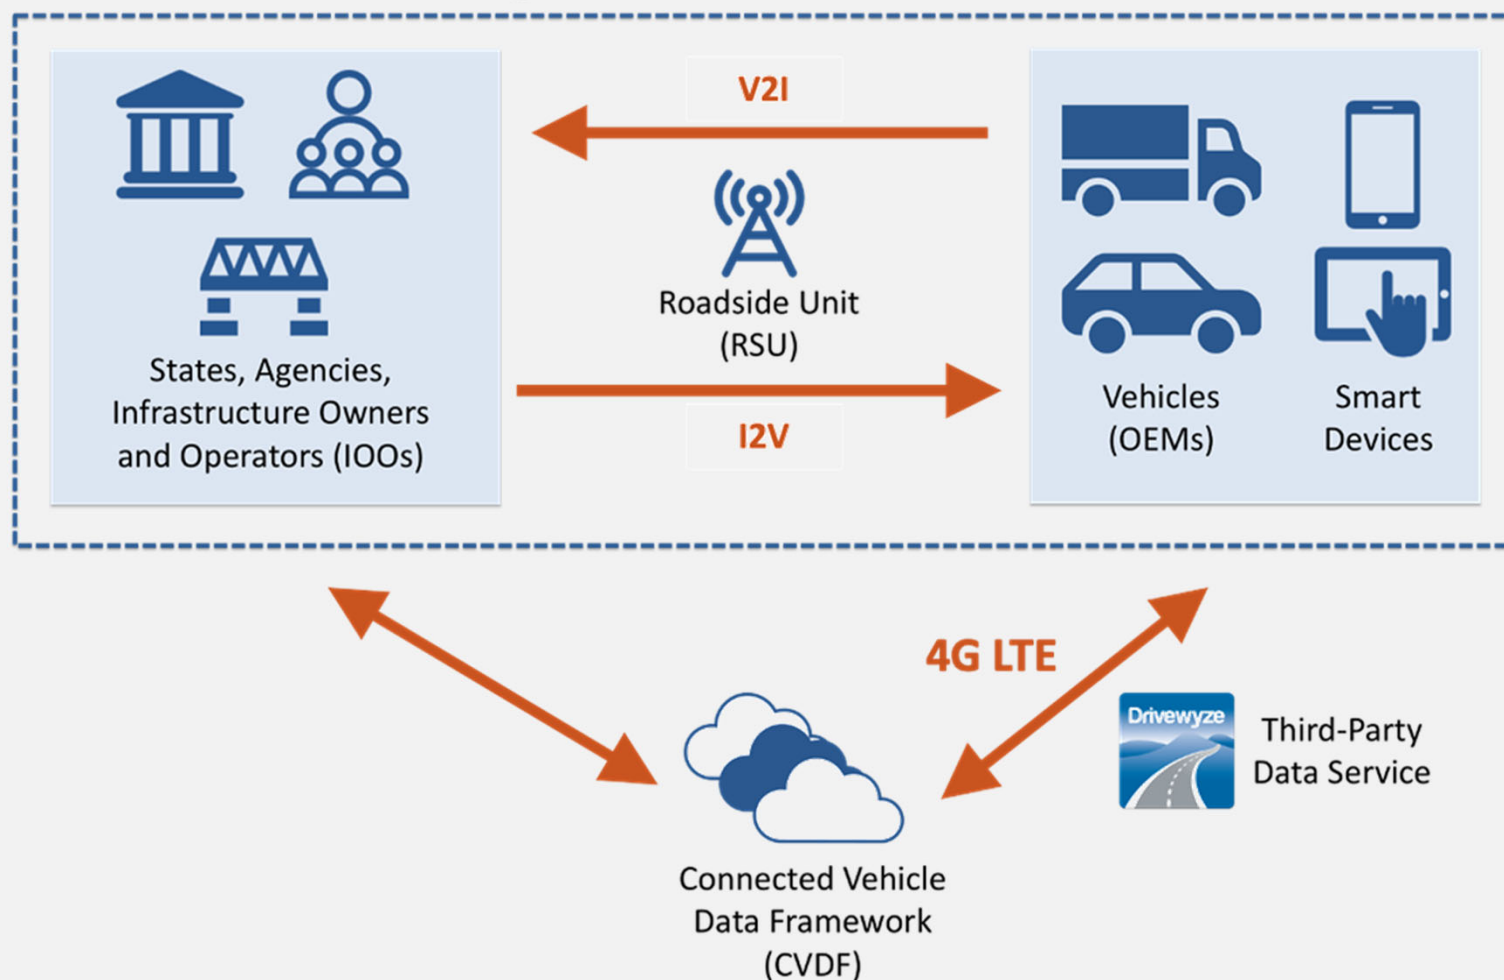 V2I
Roadside Unit
(RSU)
I2V
States, Agencies,
Infrastructure Owners
and Operators (IOOs)
Vehicles
(OEMs)
Smart
Devices
4G LTE
Drivewyze
Third-Party
Data Service
Connected Vehicle
Data Framework
(CVDF)